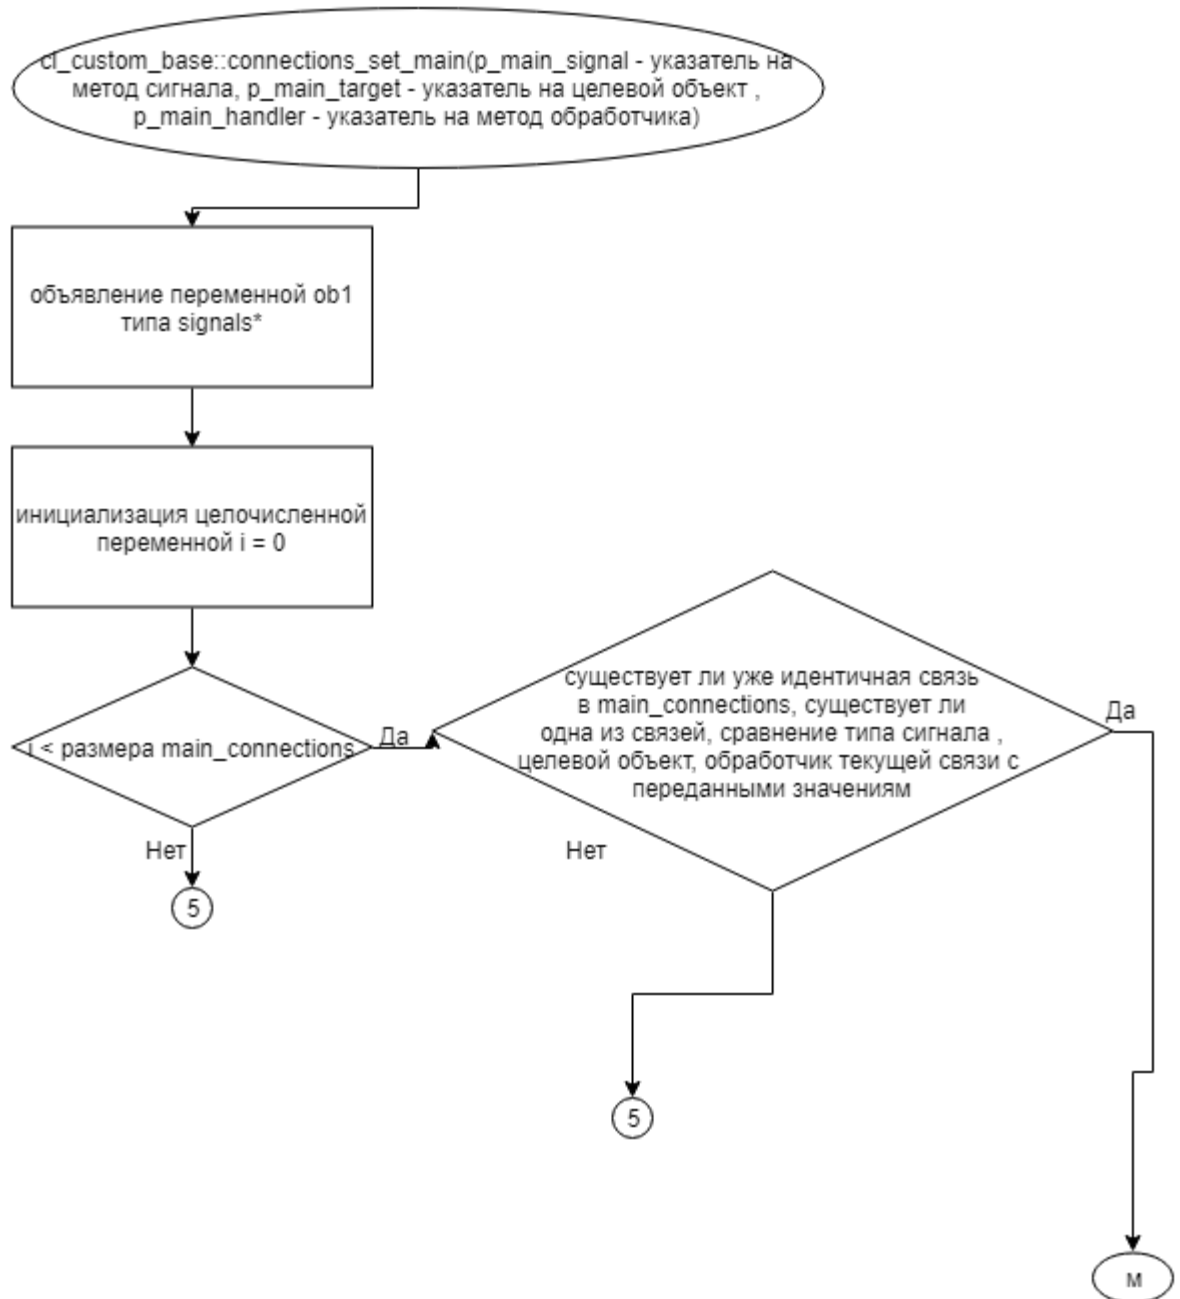 cl_custom_base::connections_set_main(p_main_signal - указатель на
метод сигнала, p_main_target - указатель на целевой объект ,
p_main_handler - указатель на метод обработчика)
объявление переменной ob1
типа signals*
инициализация целочисленной
переменной i = 0
i < размера main_connections
Да
Нет
5
существует ли уже идентичная связь
в main_connections, существует ли
одна из связей, сравнение типа сигнала ,
целевой объект, обработчик текущей связи с
переданными значениям
Да
Нет
5
м